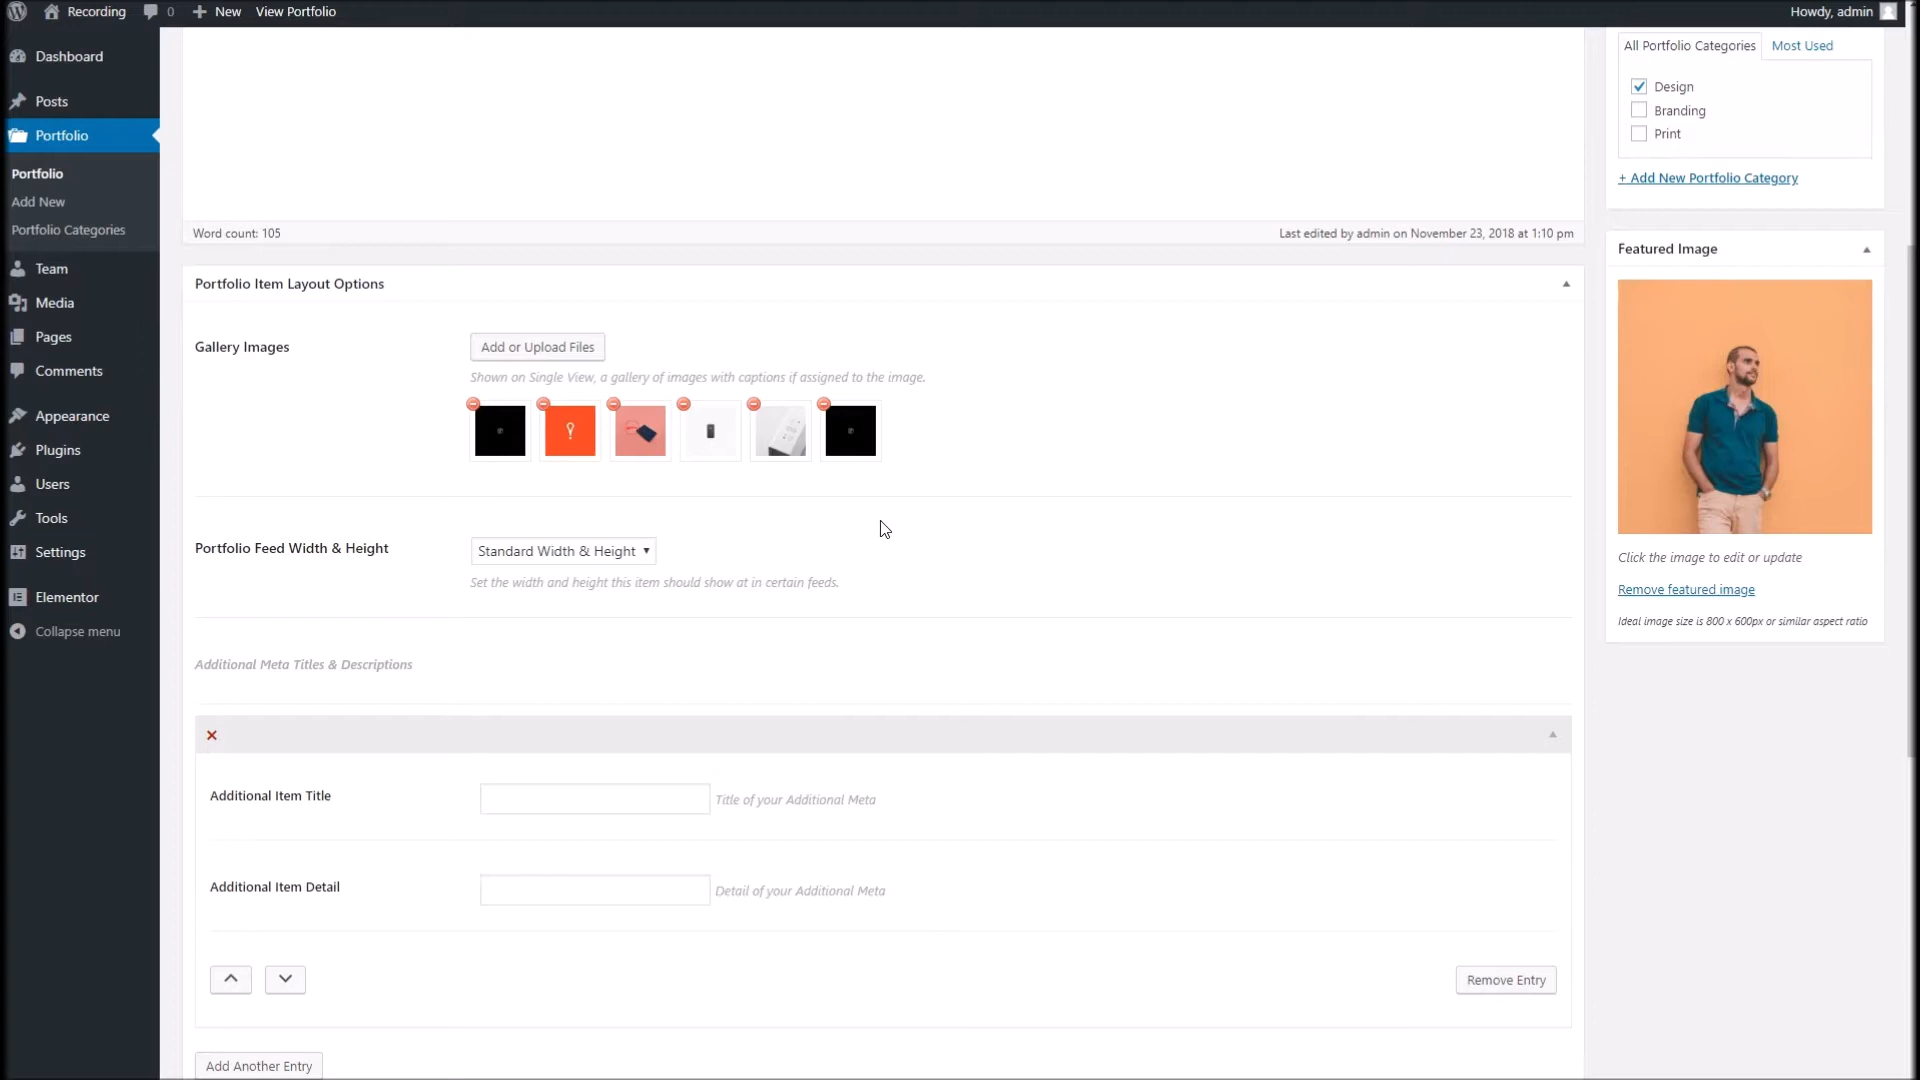 Recording
0
New
View Portfolio
Howdy, admin
Dashboard
Posts
Portfolio
Portfolio
Add New
Portfolio Categories
Team
Media
Pages
Comments
Appearance
Plugins
Users
Tools
Settings
Elementor
Collapse menu
Word count: 105
Last edited by admin on November 23, 2018 at 1:10 pm
Portfolio Item Layout Options
Gallery Images
Add or Upload Files
Shown on Single View, a gallery of images with captions if assigned to the image.
Portfolio Feed Width & Height
Standard Width & Height
Set the width and height this item should show at in certain feeds.
Additional Meta Titles & Descriptions
Additional Item Title
Title of your Additional Meta
Additional Item Detail
Detail of your Additional Meta
Remove Entry
Add Another Entry
All Portfolio Categories
Most Used
Design
Branding
Print
+ Add New Portfolio Category
Featured Image
Click the image to edit or update
Remove featured image
Ideal image size is 800 x 600px or similar aspect ratio